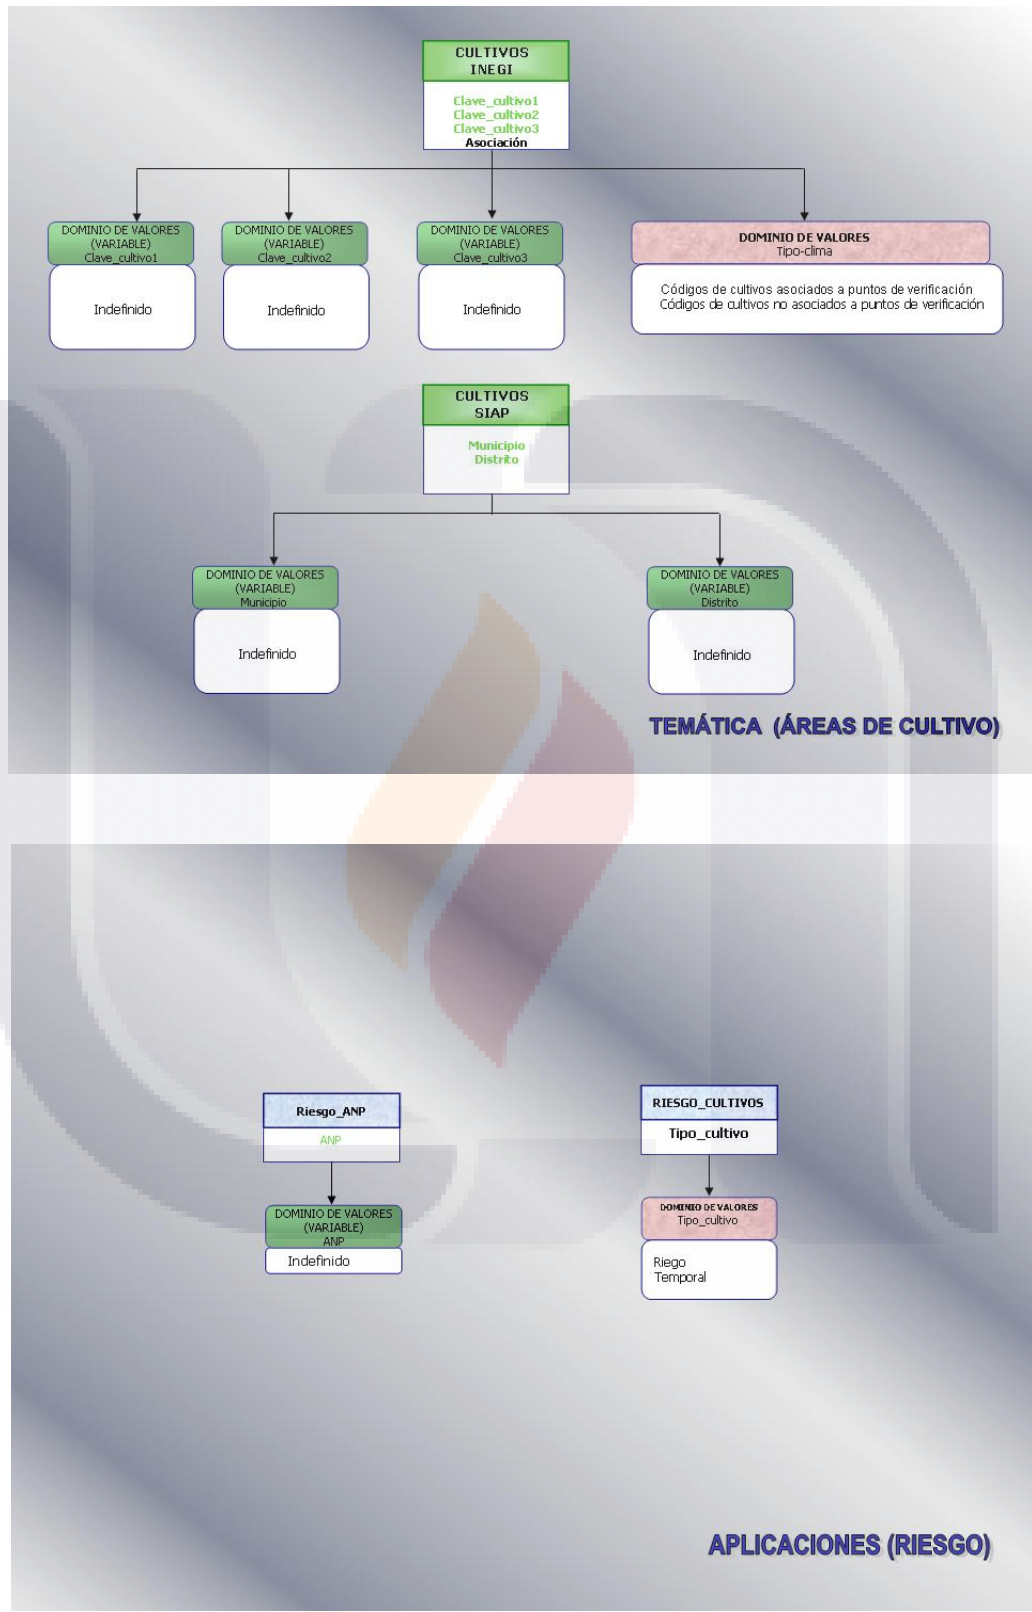 CULTIVOS
INEGI
Clave_cultivo1
Clave_cultivo2
Clave_cultivo3
Asociación
DOMINIO DE VALORES
(VARIABLE)
Clave_cultivo1
Indefinido
DOMINIO DE VALORES
(VARIABLE)
Clave_cultivo2
Indefinido
DOMINIO DE VALORES
(VARIABLE)
Clave_cultivo3
Indefinido
DOMINIO DE VALORES
Tipo-clima
Códigos de cultivos asociados a puntos de verificación
Códigos de cultivos no asociados a puntos de verificación
CULTIVOS
SIAP
Municipio
Distrito
DOMINIO DE VALORES
(VARIABLE)
Municipio
Indefinido
DOMINIO DE VALORES
(VARIABLE)
Distrito
Indefinido
TEMÁTICA (ÁREAS DE CULTIVO)
Riesgo_ANP
ANP
DOMINIO DE VALORES
(VARIABLE)
ANP
Indefinido
RIESGO_CULTIVOS
Tipo_cultivo
DOMINIO DE VALORES
Tipo_cultivo
Riego
Temporal
APLICACIONES (RIESGO)